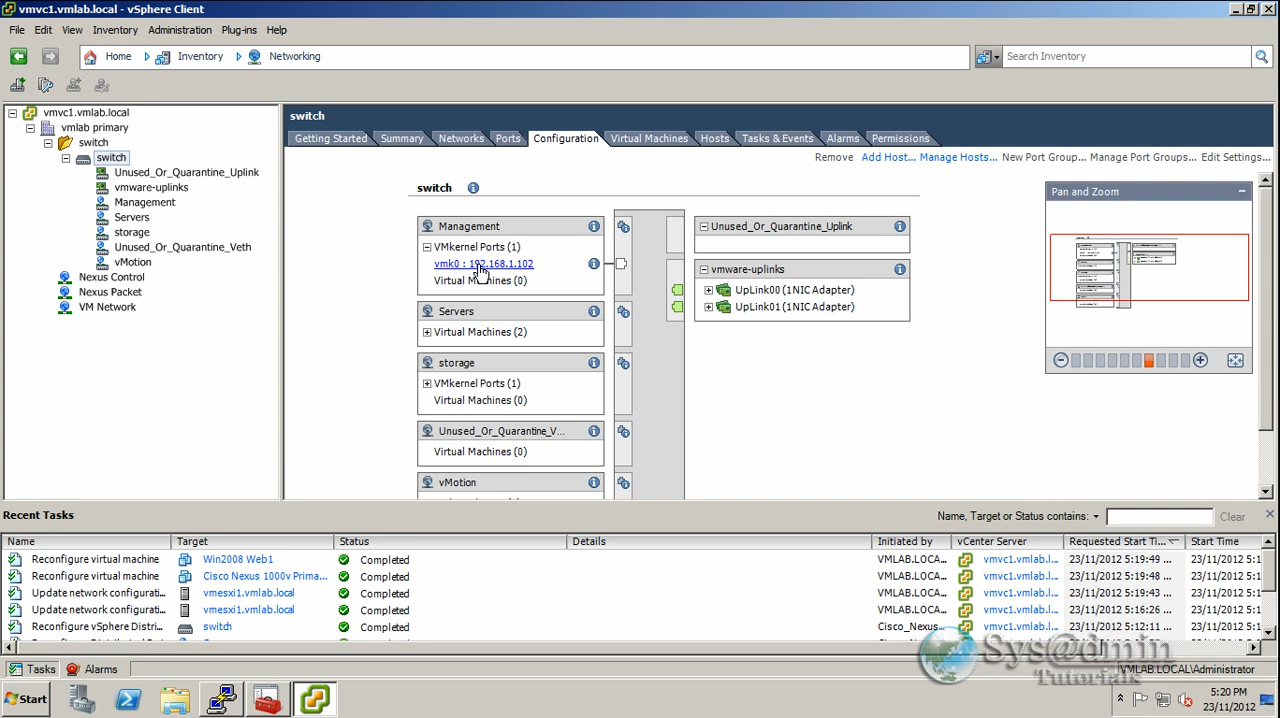 vmvc1.vmlab.local - vSphere Client
File Edit View Inventory Administration Plug-ins Help
Home Inventory Networking Search Inventory
vmvc1.vmlab.local
vmlab primary
switch
switch
Unused_Or_Quarantine_Uplink
vmware-uplinks
Management
Servers
storage
Unused_Or_Quarantine_Veth
vMotion
Nexus Control
Nexus Packet
VM Network
switch
Getting Started Summary Networks Ports Configuration Virtual Machines Hosts Tasks & Events Alarms Permissions
Remove Add Host... Manage Hosts... New Port Group... Manage Port Groups... Edit Settings...
switch
Management
VMkernel Ports (1)
vmk0 : 192.168.1.102
Virtual Machines (0)
Servers
Virtual Machines (2)
storage
VMkernel Ports (1)
Virtual Machines (0)
Unused_Or_Quarantine_V...
Virtual Machines (0)
vMotion
Unused_Or_Quarantine_Uplink
vmware-uplinks
UpLink00 (1NIC Adapter)
UpLink01 (1NIC Adapter)
Pan and Zoom
Recent Tasks
Name, Target or Status contains: Clear
Name Target Status Details Initiated by vCenter Server Requested Start Ti... Start Time
Reconfigure virtual machine Win2008 Web1 Completed VMLAB.LOCA... vmvc1.vmlab.l... 23/11/2012 5:19:49 ... 23/11/2012 5:1
Reconfigure virtual machine Cisco Nexus 1000v Prima... Completed VMLAB.LOCA... vmvc1.vmlab.l... 23/11/2012 5:19:48 ... 23/11/2012 5:1
Update network configurati... vmesxi1.vmlab.local Completed VMLAB.LOCA... vmvc1.vmlab.l... 23/11/2012 5:19:43 ... 23/11/2012 5:1
Update network configurati... vmesxi1.vmlab.local Completed VMLAB.LOCA... vmvc1.vmlab.l... 23/11/2012 5:16:26 ... 23/11/2012 5:1
Reconfigure vSphere Distri... switch Completed Cisco_Nexus... vmvc1.vmlab.l... 23/11/2012 5:12:11 ... 23/11/2012 5:1
Sys@dmin
Tutorials
Tasks Alarms VMLAB.LOCAL\Administrator
Start 5:20 PM
23/11/2012